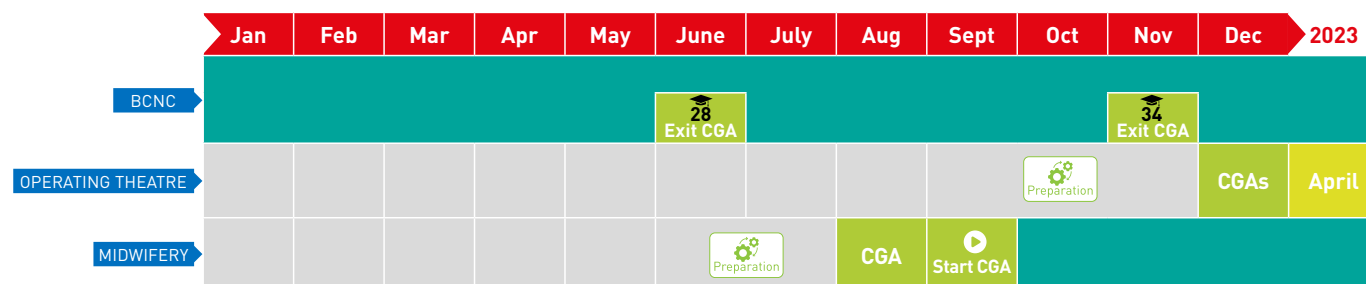 Jan Feb Mar Apr May June July Aug Sept Oct Nov Dec 2023
BCNC
28
Exit CGA
34
Exit CGA
OPERATING THEATRE
Preparation
CGAs
April
MIDWIFERY
Preparation
CGA
Start CGA